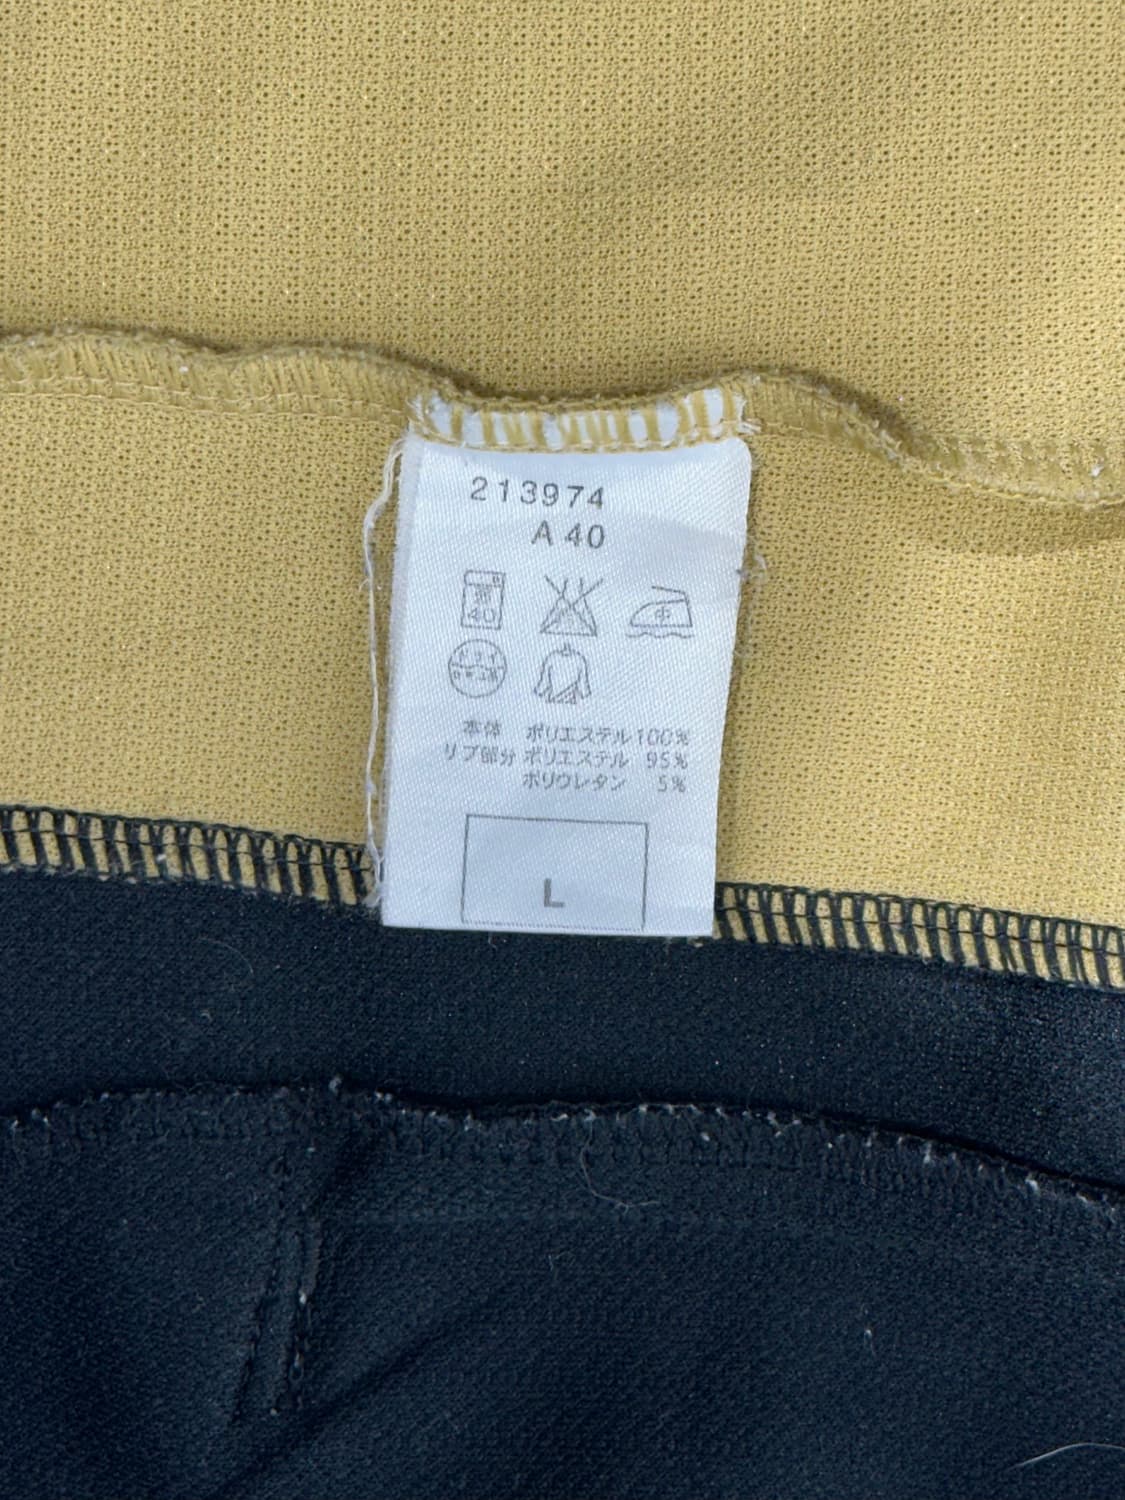 213974
A 40
40
中
本体 ポリエステル 100%
リブ部分 ポリエステル 95%
ポリウレタン 5%
L